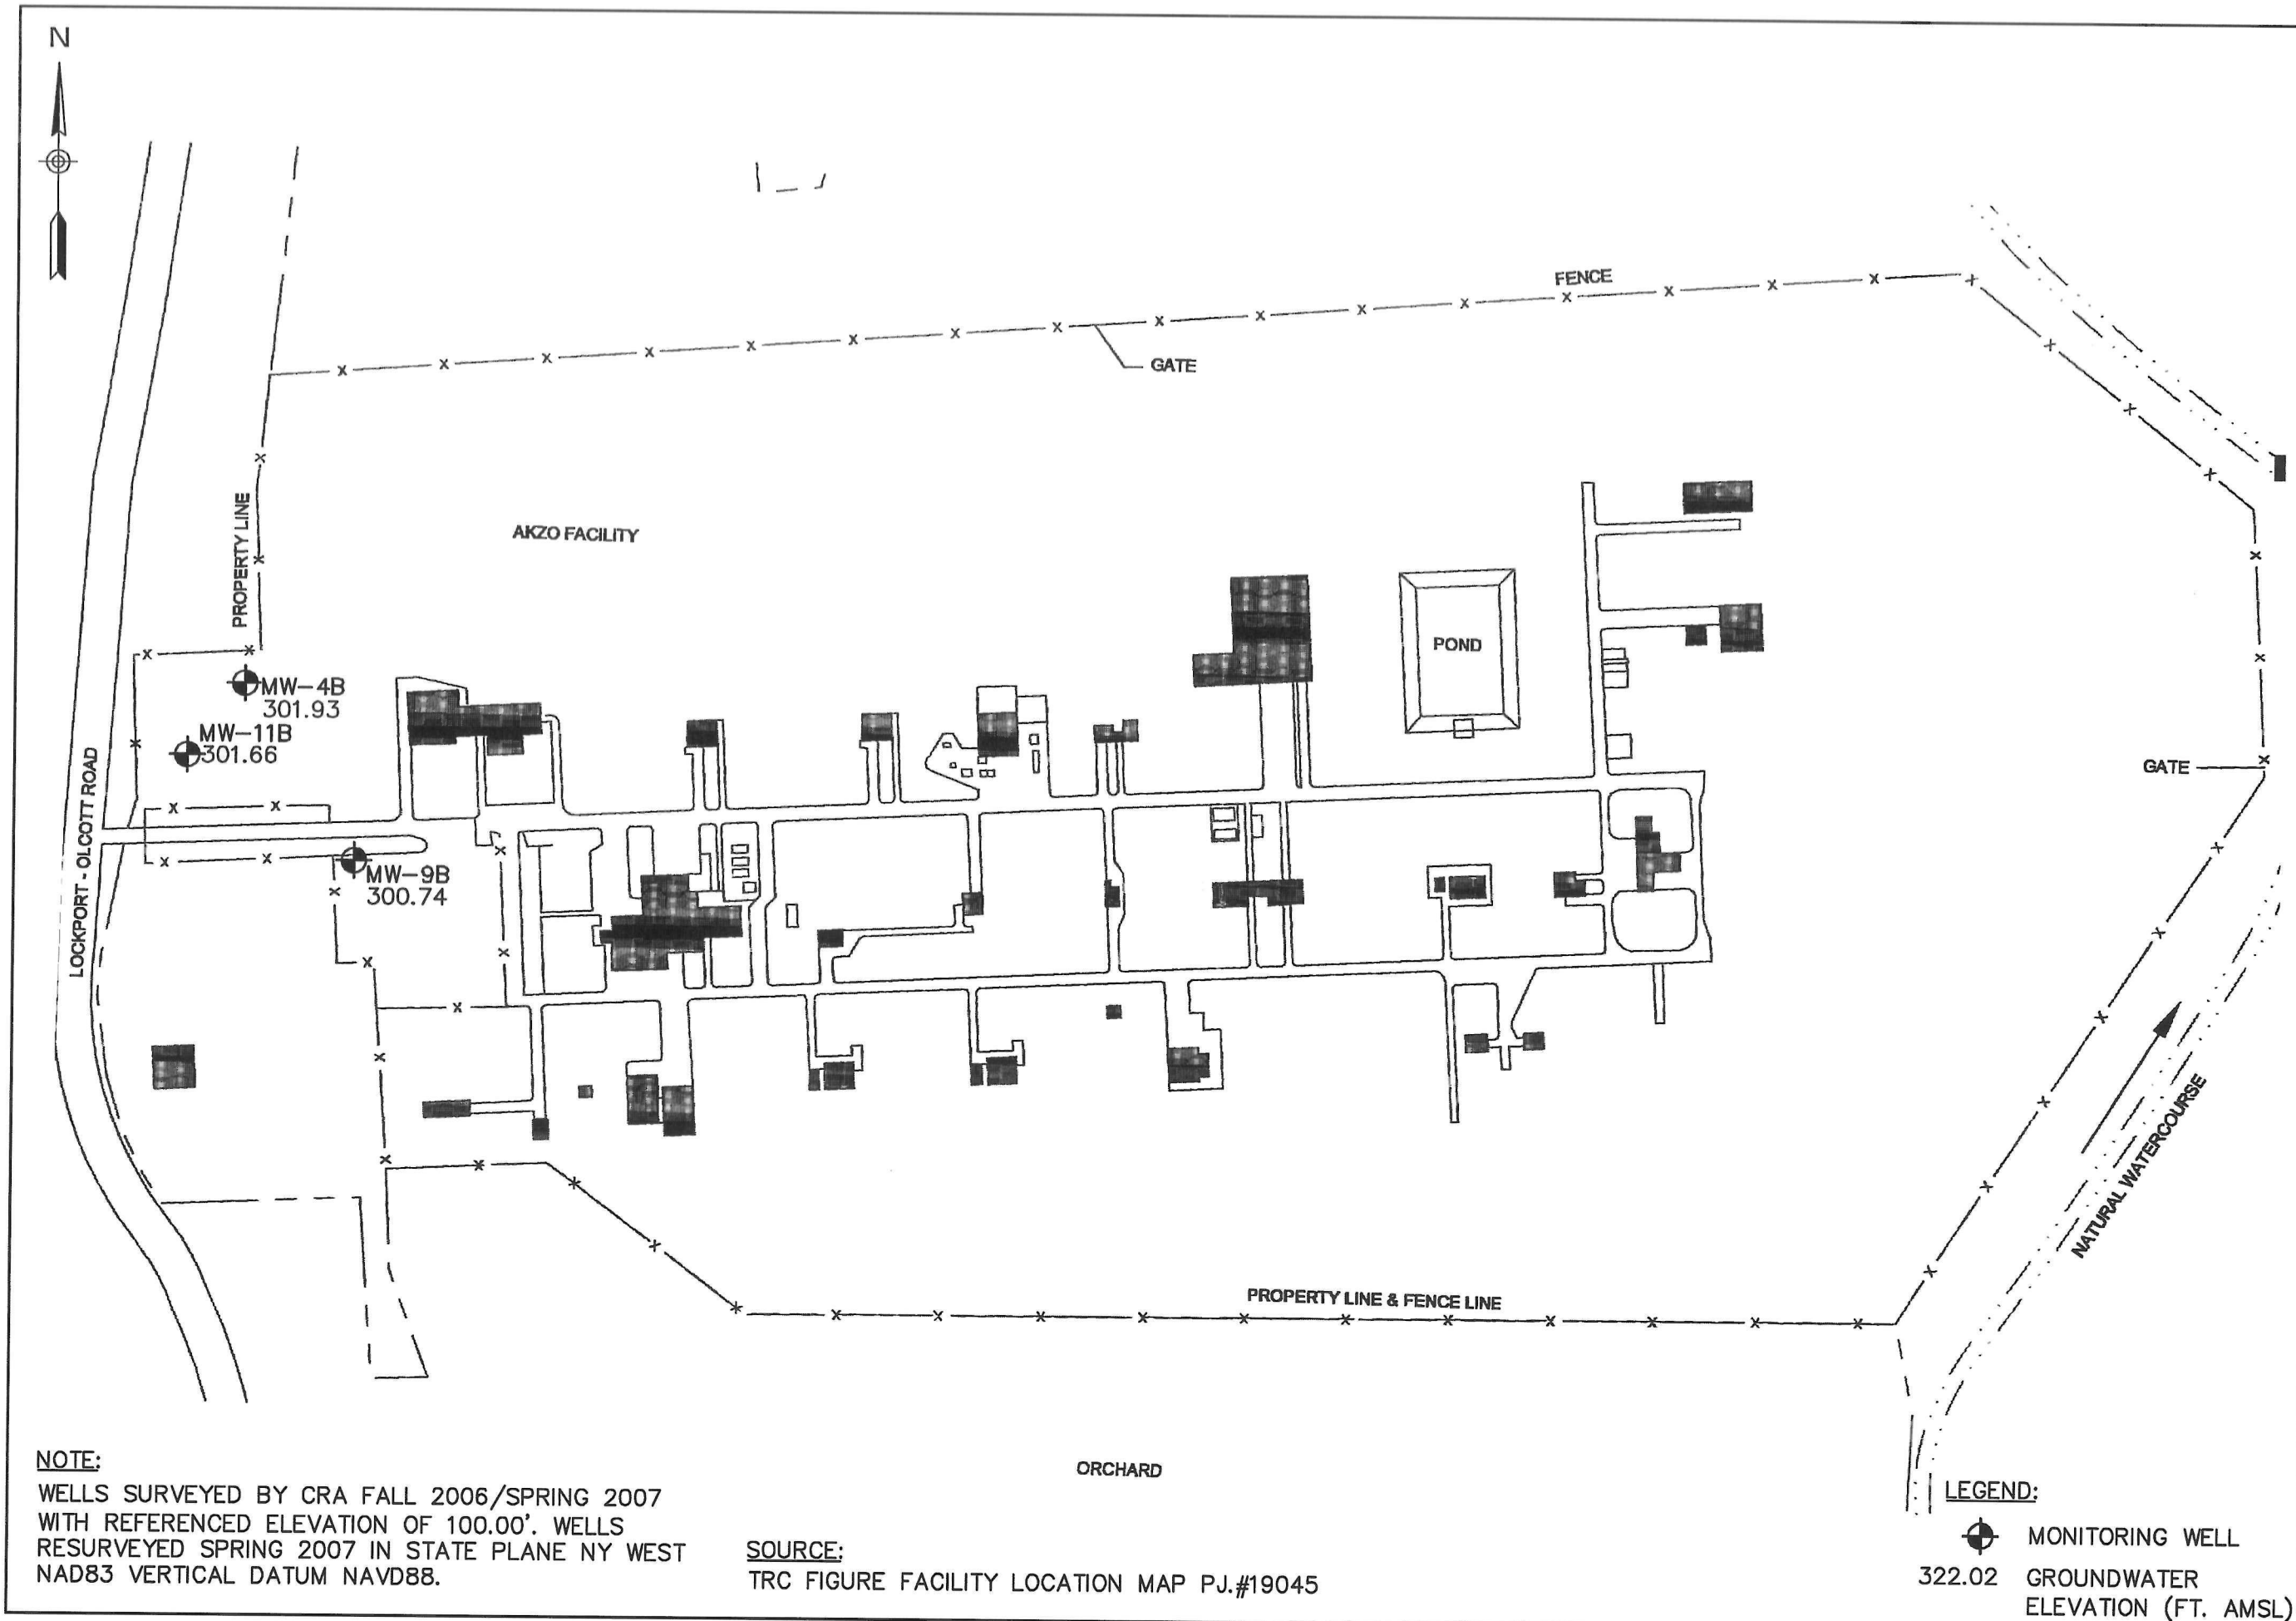 N
FENCE
GATE
PROPERTY LINE
AKZO FACILITY
POND
MW-4B
301.93
MW-11B
301.66
LOCKPORT - OLCOTT ROAD
GATE
MW-9B
300.74
NATURAL WATERCOURSE
PROPERTY LINE & FENCE LINE
ORCHARD
NOTE:
WELLS SURVEYED BY CRA FALL 2006/SPRING 2007
WITH REFERENCED ELEVATION OF 100.00'. WELLS
RESURVEYED SPRING 2007 IN STATE PLANE NY WEST
NAD83 VERTICAL DATUM NAVD88.
SOURCE:
TRC FIGURE FACILITY LOCATION MAP PJ.#19045
LEGEND:
MONITORING WELL
322.02 GROUNDWATER
ELEVATION (FT. AMSL)